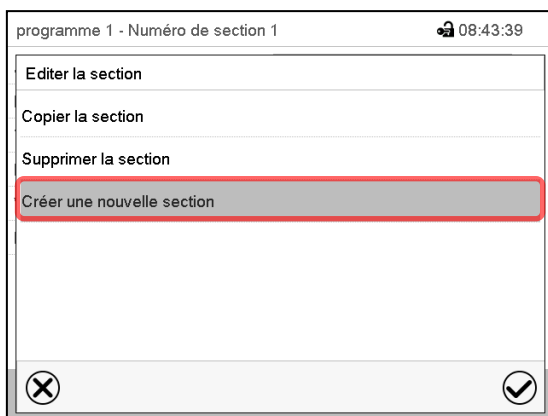 programme 1 - Numéro de section 1 08:43:39
Editer la section
Copier la section
Supprimer la section
Créer une nouvelle section